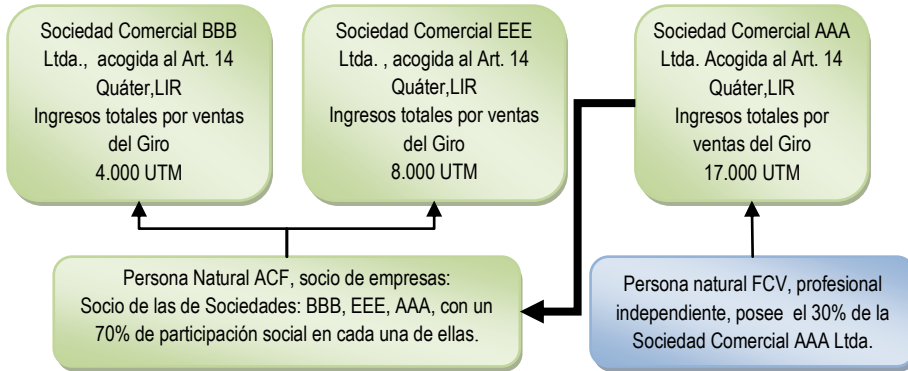 Sociedad Comercial BBB
Ltda., acogida al Art. 14
Quáter,LIR
Ingresos totales por ventas
del Giro
4.000 UTM
Sociedad Comercial EEE
Ltda. , acogida al Art. 14
Quáter,LIR
Ingresos totales por ventas
del Giro
8.000 UTM
Sociedad Comercial AAA
Ltda. Acogida al Art. 14
Quáter,LIR
Ingresos totales por
ventas del Giro
17.000 UTM
Persona Natural ACF, socio de empresas:
Socio de las de Sociedades: BBB, EEE, AAA, con un
70% de participación social en cada una de ellas.
Persona natural FCV, profesional
independiente, posee el 30% de la
Sociedad Comercial AAA Ltda.